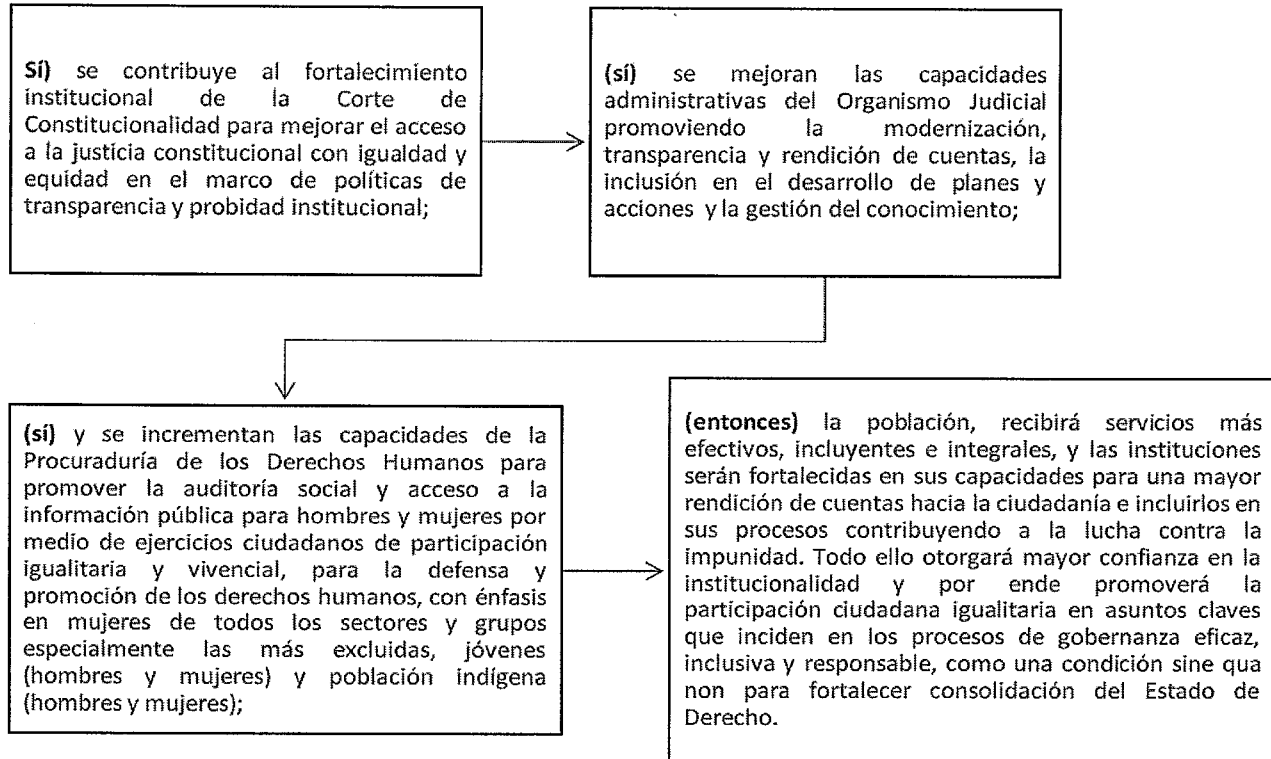 Sí) se contribuye al fortalecimiento
institucional de la Corte de
Constitucionalidad para mejorar el acceso
a la justicia constitucional con igualdad y
equidad en el marco de políticas de
transparencia y probidad institucional;
(sí) se mejoran las capacidades
administrativas del Organismo Judicial
promoviendo la modernización,
transparencia y rendición de cuentas, la
inclusión en el desarrollo de planes y
acciones y la gestión del conocimiento;
(sí) y se incrementan las capacidades de la
Procuraduría de los Derechos Humanos para
promover la auditoría social y acceso a la
información pública para hombres y mujeres por
medio de ejercicios ciudadanos de participación
igualitaria y vivencial, para la defensa y
promoción de los derechos humanos, con énfasis
en mujeres de todos los sectores y grupos
especialmente las más excluidas, jóvenes
(hombres y mujeres) y población indígena
(hombres y mujeres);
(entonces) la población, recibirá servicios más
efectivos, incluyentes e integrales, y las instituciones
serán fortalecidas en sus capacidades para una mayor
rendición de cuentas hacia la ciudadanía e incluirlos en
sus procesos contribuyendo a la lucha contra la
impunidad. Todo ello otorgará mayor confianza en la
institucionalidad y por ende promoverá la
participación ciudadana igualitaria en asuntos claves
que inciden en los procesos de gobernanza eficaz,
inclusiva y responsable, como una condición sine qua
non para fortalecer consolidación del Estado de
Derecho.